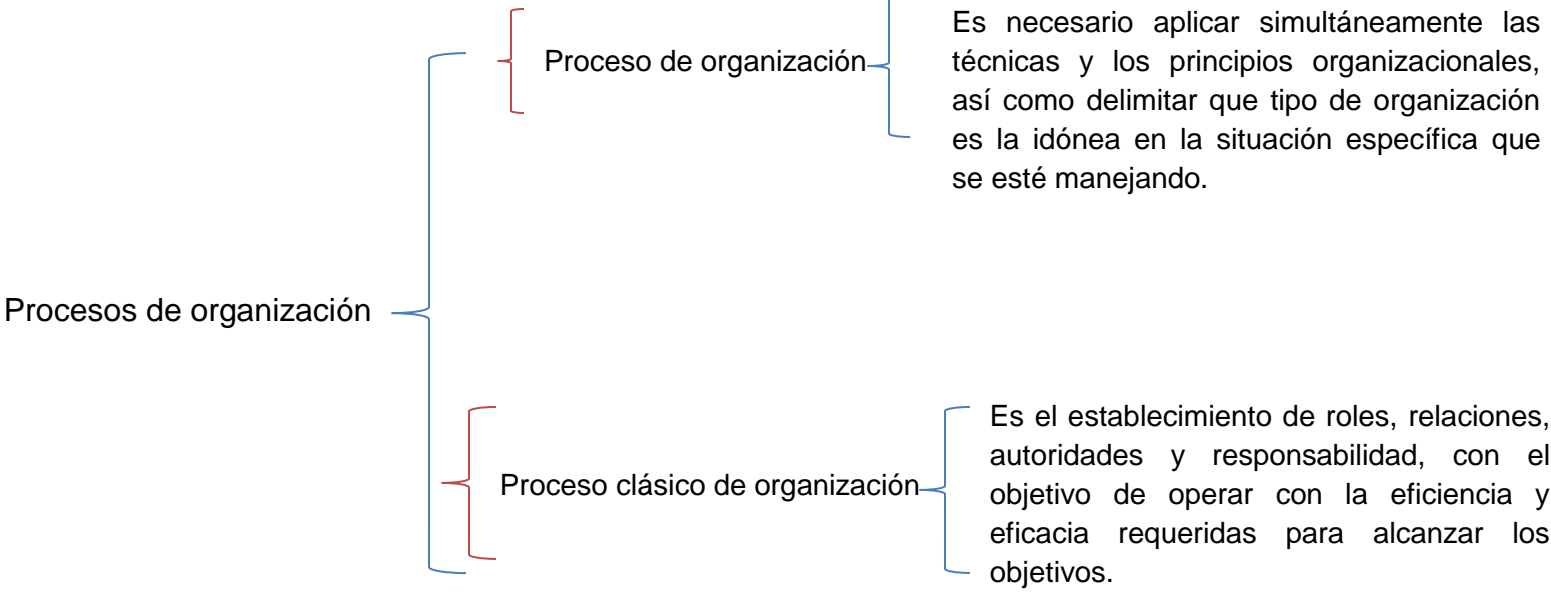 Procesos de organización
Proceso de organización
Es necesario aplicar simultáneamente las
técnicas y los principios organizacionales,
así como delimitar que tipo de organización
es la idónea en la situación específica que
se esté manejando.
Proceso clásico de organización
Es el establecimiento de roles, relaciones,
autoridades y responsabilidad, con el
objetivo de operar con la eficiencia y
eficacia requeridas para alcanzar los
objetivos.